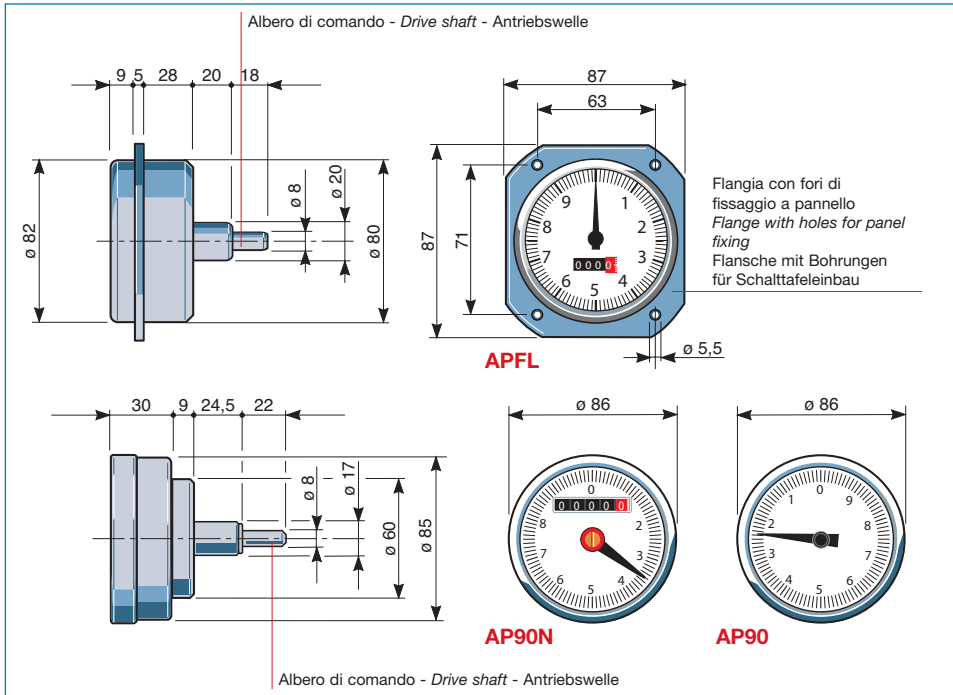 Albero di comando - Drive shaft - Antriebswelle
9 5 28 20 18
ø 82
ø 8
ø 20
ø 80
87
63
87
71
9 1
8 2
7 3
6 5 4
0 0 0 0
Flangia con fori di
fissaggio a pannello
Flange with holes for panel
fixing
Flansche mit Bohrungen
für Schalttafeleinbau
ø 5,5
APFL
30 9 24,5 22
ø 8
ø 17
ø 60
ø 85
ø 86
0
0 0 0 0 0
8 2
7 3
6 5 4
AP90N
ø 86
1 0 9
2 8
3 7
4 5 6
AP90
Albero di comando - Drive shaft - Antriebswelle